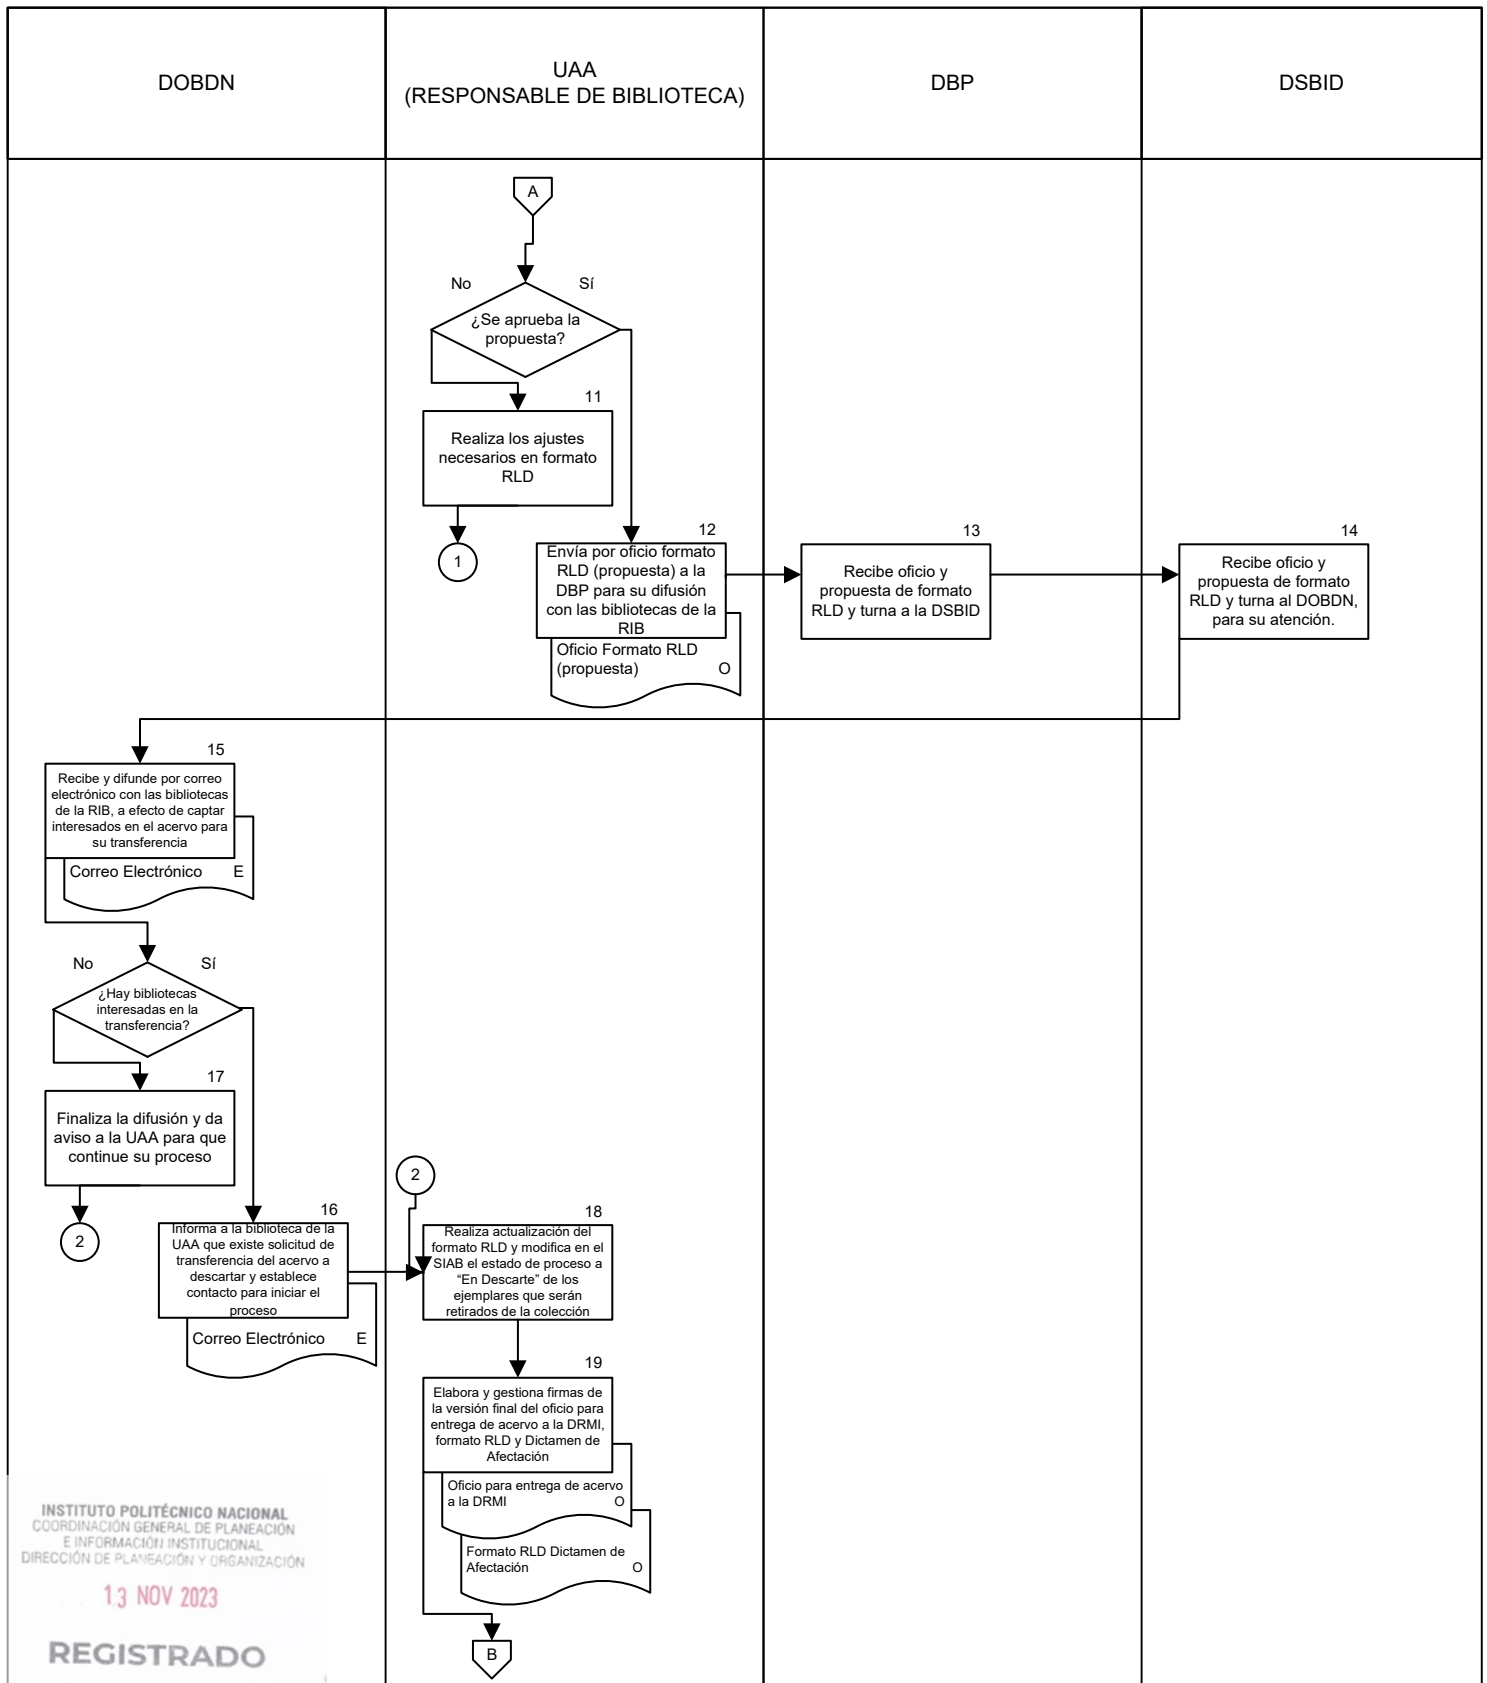 DOBDN
UAA
(RESPONSABLE DE BIBLIOTECA)
DBP
DSBID
A
No
Sí
¿Se aprueba la
propuesta?
11
Realiza los ajustes
necesarios en formato
RLD
1
12
Envía por oficio formato
RLD (propuesta) a la
DBP para su difusión
con las bibliotecas de la
RIB
Oficio Formato RLD
(propuesta) O
13
Recibe oficio y
propuesta de formato
RLD y turna a la DSBID
14
Recibe oficio y
propuesta de formato
RLD y turna al DOBDN,
para su atención.
15
Recibe y difunde por correo
electrónico con las bibliotecas
de la RIB, a efecto de captar
interesados en el acervo para
su transferencia
Correo Electrónico E
No
Sí
¿Hay bibliotecas
interesadas en la
transferencia?
17
Finaliza la difusión y da
aviso a la UAA para que
continue su proceso
2
16
Informa a la biblioteca de la
UAA que existe solicitud de
transferencia del acervo a
descartar y establece
contacto para iniciar el
proceso
Correo Electrónico E
2
18
Realiza actualización del
formato RLD y modifica en el
SIAB el estado de proceso a
“En Descarte” de los
ejemplares que serán
retirados de la colección
19
Elabora y gestiona firmas de
la versión final del oficio para
entrega de acervo a la DRMI,
formato RLD y Dictamen de
Afectación
Oficio para entrega de acervo
a la DRMI O
Formato RLD Dictamen de
Afectación O
B
INSTITUTO POLITÉCNICO NACIONAL
COORDINACIÓN GENERAL DE PLANEACIÓN
E INFORMACIÓN INSTITUCIONAL
DIRECCIÓN DE PLANEACIÓN Y ORGANIZACIÓN
13 NOV 2023
REGISTRADO